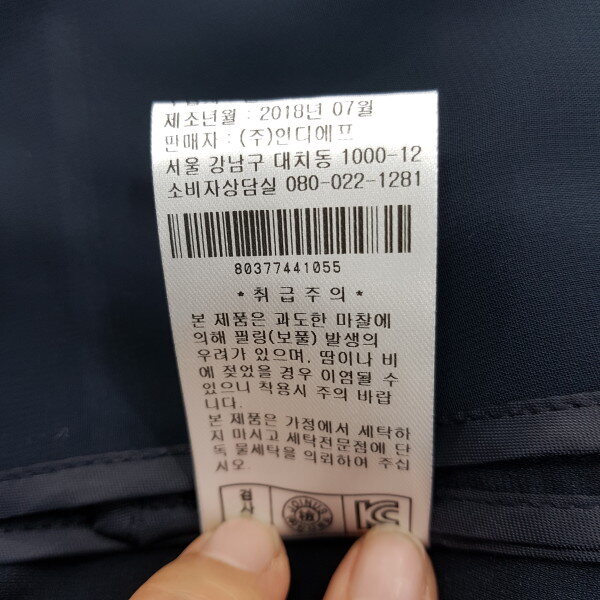 제소년월 : 2018년 07월
판매자 : (주)인디에프
서울 강남구 대치동 1000-12
소비자상담실 080-022-1281
80377441055
* 취급주의 *
본 제품은 과도한 마찰에
의해 필링(보풀) 발생의
우려가 있으며, 땀이나 비
에 젖었을 경우 이염될 수
있으니 착용시 주의 바랍
니다.
본 제품은 가정에서 세탁하
지 마시고 세탁전문점에 단
독 물세탁을 의뢰하여 주십
시오.
검